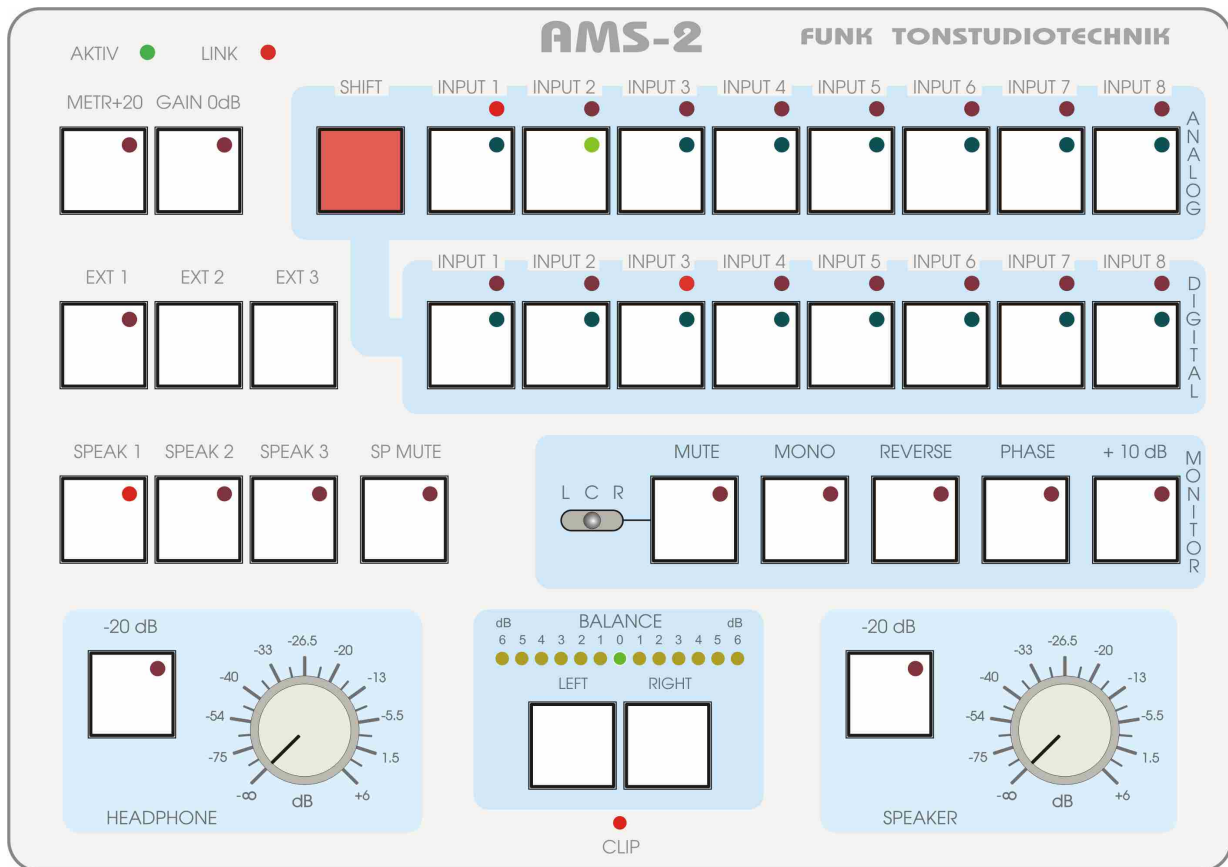 AMS-2 FUNK TONSTUDIOTECHNIK
AKTIV LINK
METR+20 GAIN 0dB SHIFT INPUT 1 INPUT 2 INPUT 3 INPUT 4 INPUT 5 INPUT 6 INPUT 7 INPUT 8
ANALOG
EXT 1 EXT 2 EXT 3 INPUT 1 INPUT 2 INPUT 3 INPUT 4 INPUT 5 INPUT 6 INPUT 7 INPUT 8
DIGITAL
SPEAK 1 SPEAK 2 SPEAK 3 SP MUTE MUTE MONO REVERSE PHASE + 10 dB
L C R
MONITOR
-20 dB
-∞ -75 -54 -40 -33 -26.5 -20 -13 -5.5 1.5 +6
dB
HEADPHONE
BALANCE
dB dB
6 5 4 3 2 1 0 1 2 3 4 5 6
LEFT RIGHT
CLIP
-20 dB
-∞ -75 -54 -40 -33 -26.5 -20 -13 -5.5 1.5 +6
dB
SPEAKER